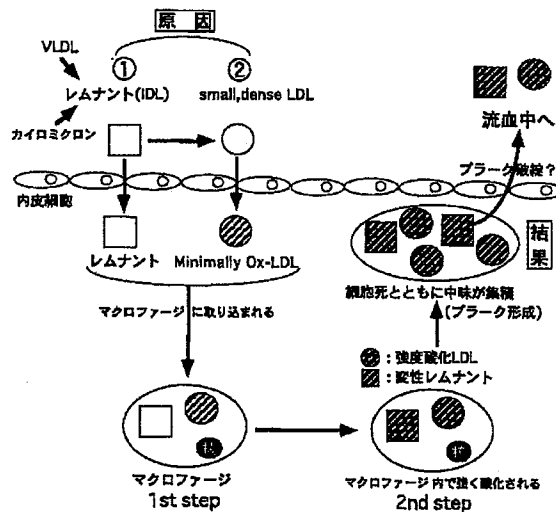 原因
VLDL
① ②
レムナント(IDL) small,dense LDL
カイロミクロン
流血中へ
プラーク破綻?
内皮細胞
レムナント Minimally Ox-LDL
結果
細胞死とともに中味が集積
(プラーク形成)
マクロファージに取り込まれる
:強度酸化LDL
:変性レムナント
核
核
マクロファージ
1st step
マクロファージ内で強く酸化される
2nd step